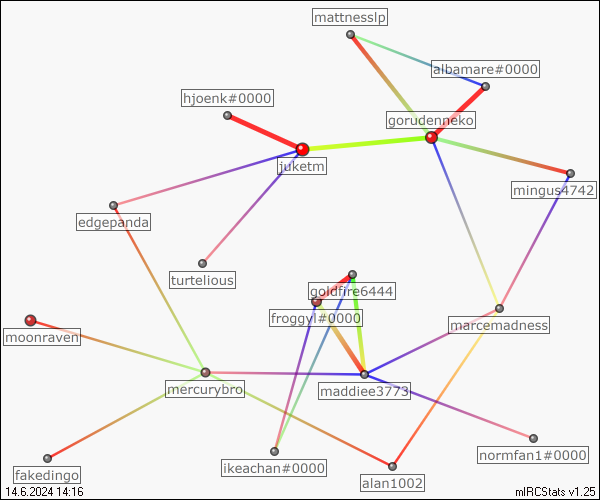 mattnesslp
albamare#0000
hjoenk#0000
gorudenneko
juketm
mingus4742
edgepanda
turtelious
goldfire6444
froggyl#0000
marcemadness
moonraven
mercurybro
maddiee3773
normfan1#0000
fakedingo
ikeachan#0000
alan1002
14.6.2024 14:16
mIRCStats v1.25